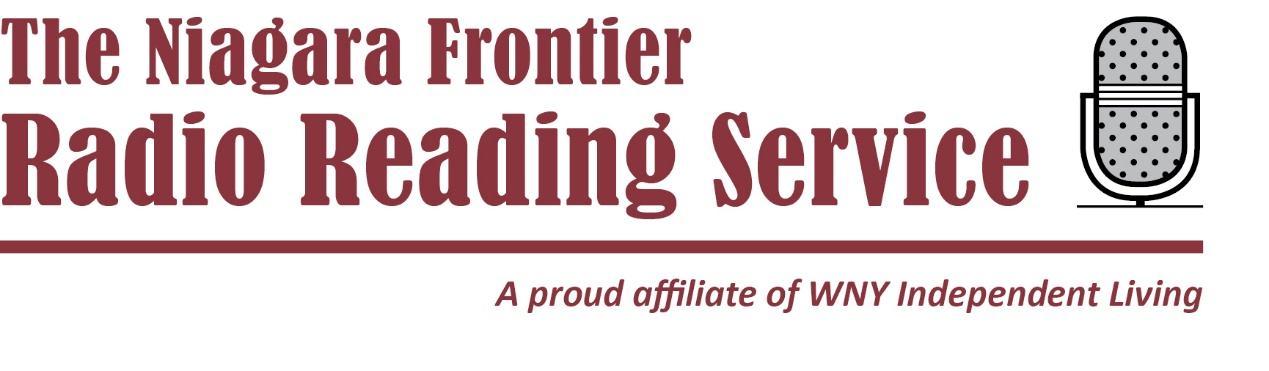 The Niagara Frontier
Radio Reading Service
A proud affiliate of WNY Independent Living